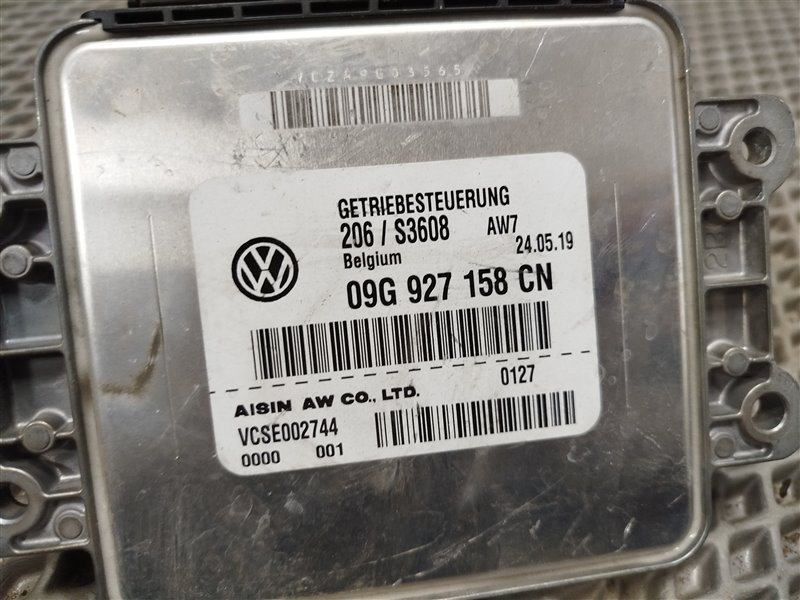 GETRIEBESTEUERUNG
206 / S3608 AW7
Belgium 24.05.19
09G 927 158 CN
AISIN AW CO., LTD. 0127
VCSE002744
0000 001